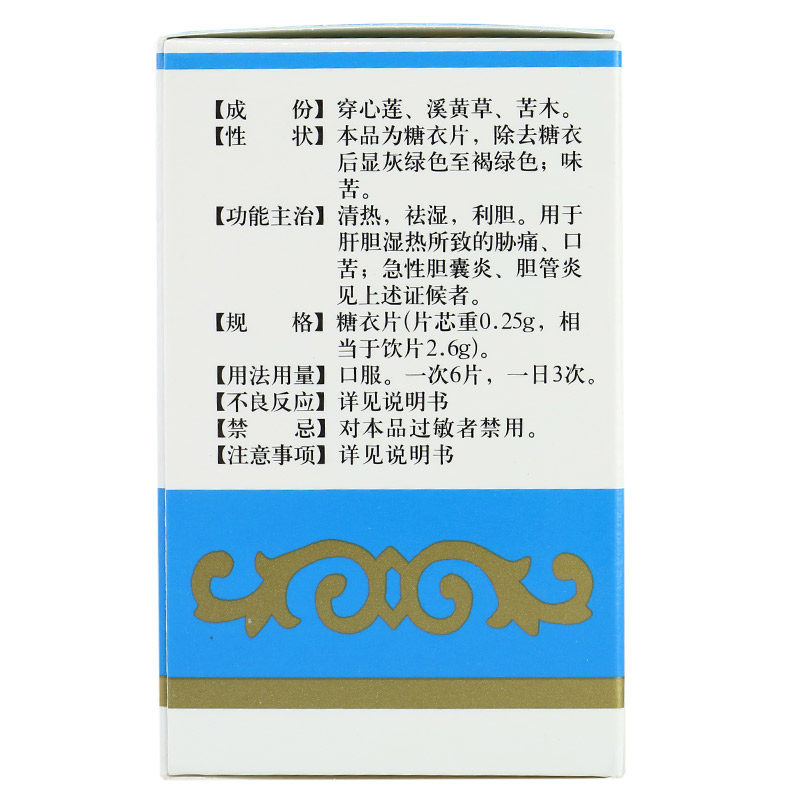 【成　份】穿心莲、溪黄草、苦木。
【性　状】本品为糖衣片，除去糖衣
后显灰绿色至褐绿色；味
苦。
【功能主治】清热，祛湿，利胆。用于
肝胆湿热所致的胁痛、口
苦；急性胆囊炎、胆管炎
见上述证候者。
【规　格】糖衣片(片芯重0.25g，相
当于饮片2.6g)。
【用法用量】口服。一次6片，一日3次。
【不良反应】详见说明书
【禁　忌】对本品过敏者禁用。
【注意事项】详见说明书